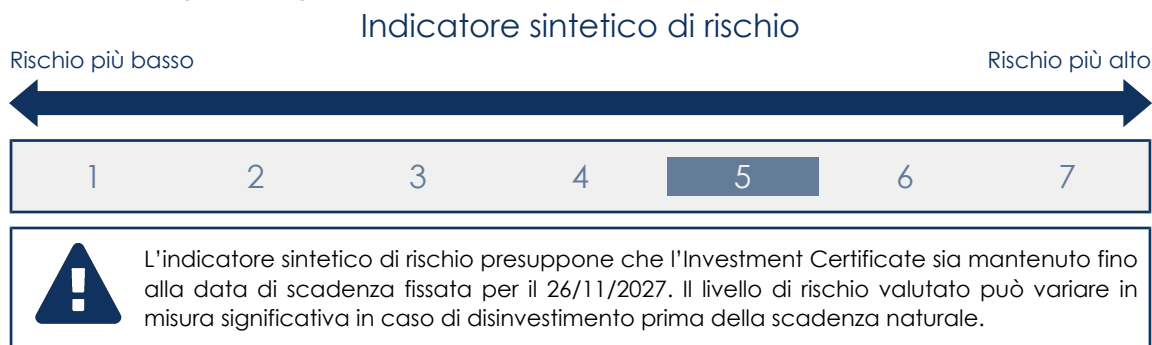 Indicatore sintetico di rischio
Rischio più basso Rischio più alto
1 2 3 4 5 6 7
L'indicatore sintetico di rischio presuppone che l'Investment Certificate sia mantenuto fino
alla data di scadenza fissata per il 26/11/2027. Il livello di rischio valutato può variare in
misura significativa in caso di disinvestimento prima della scadenza naturale.